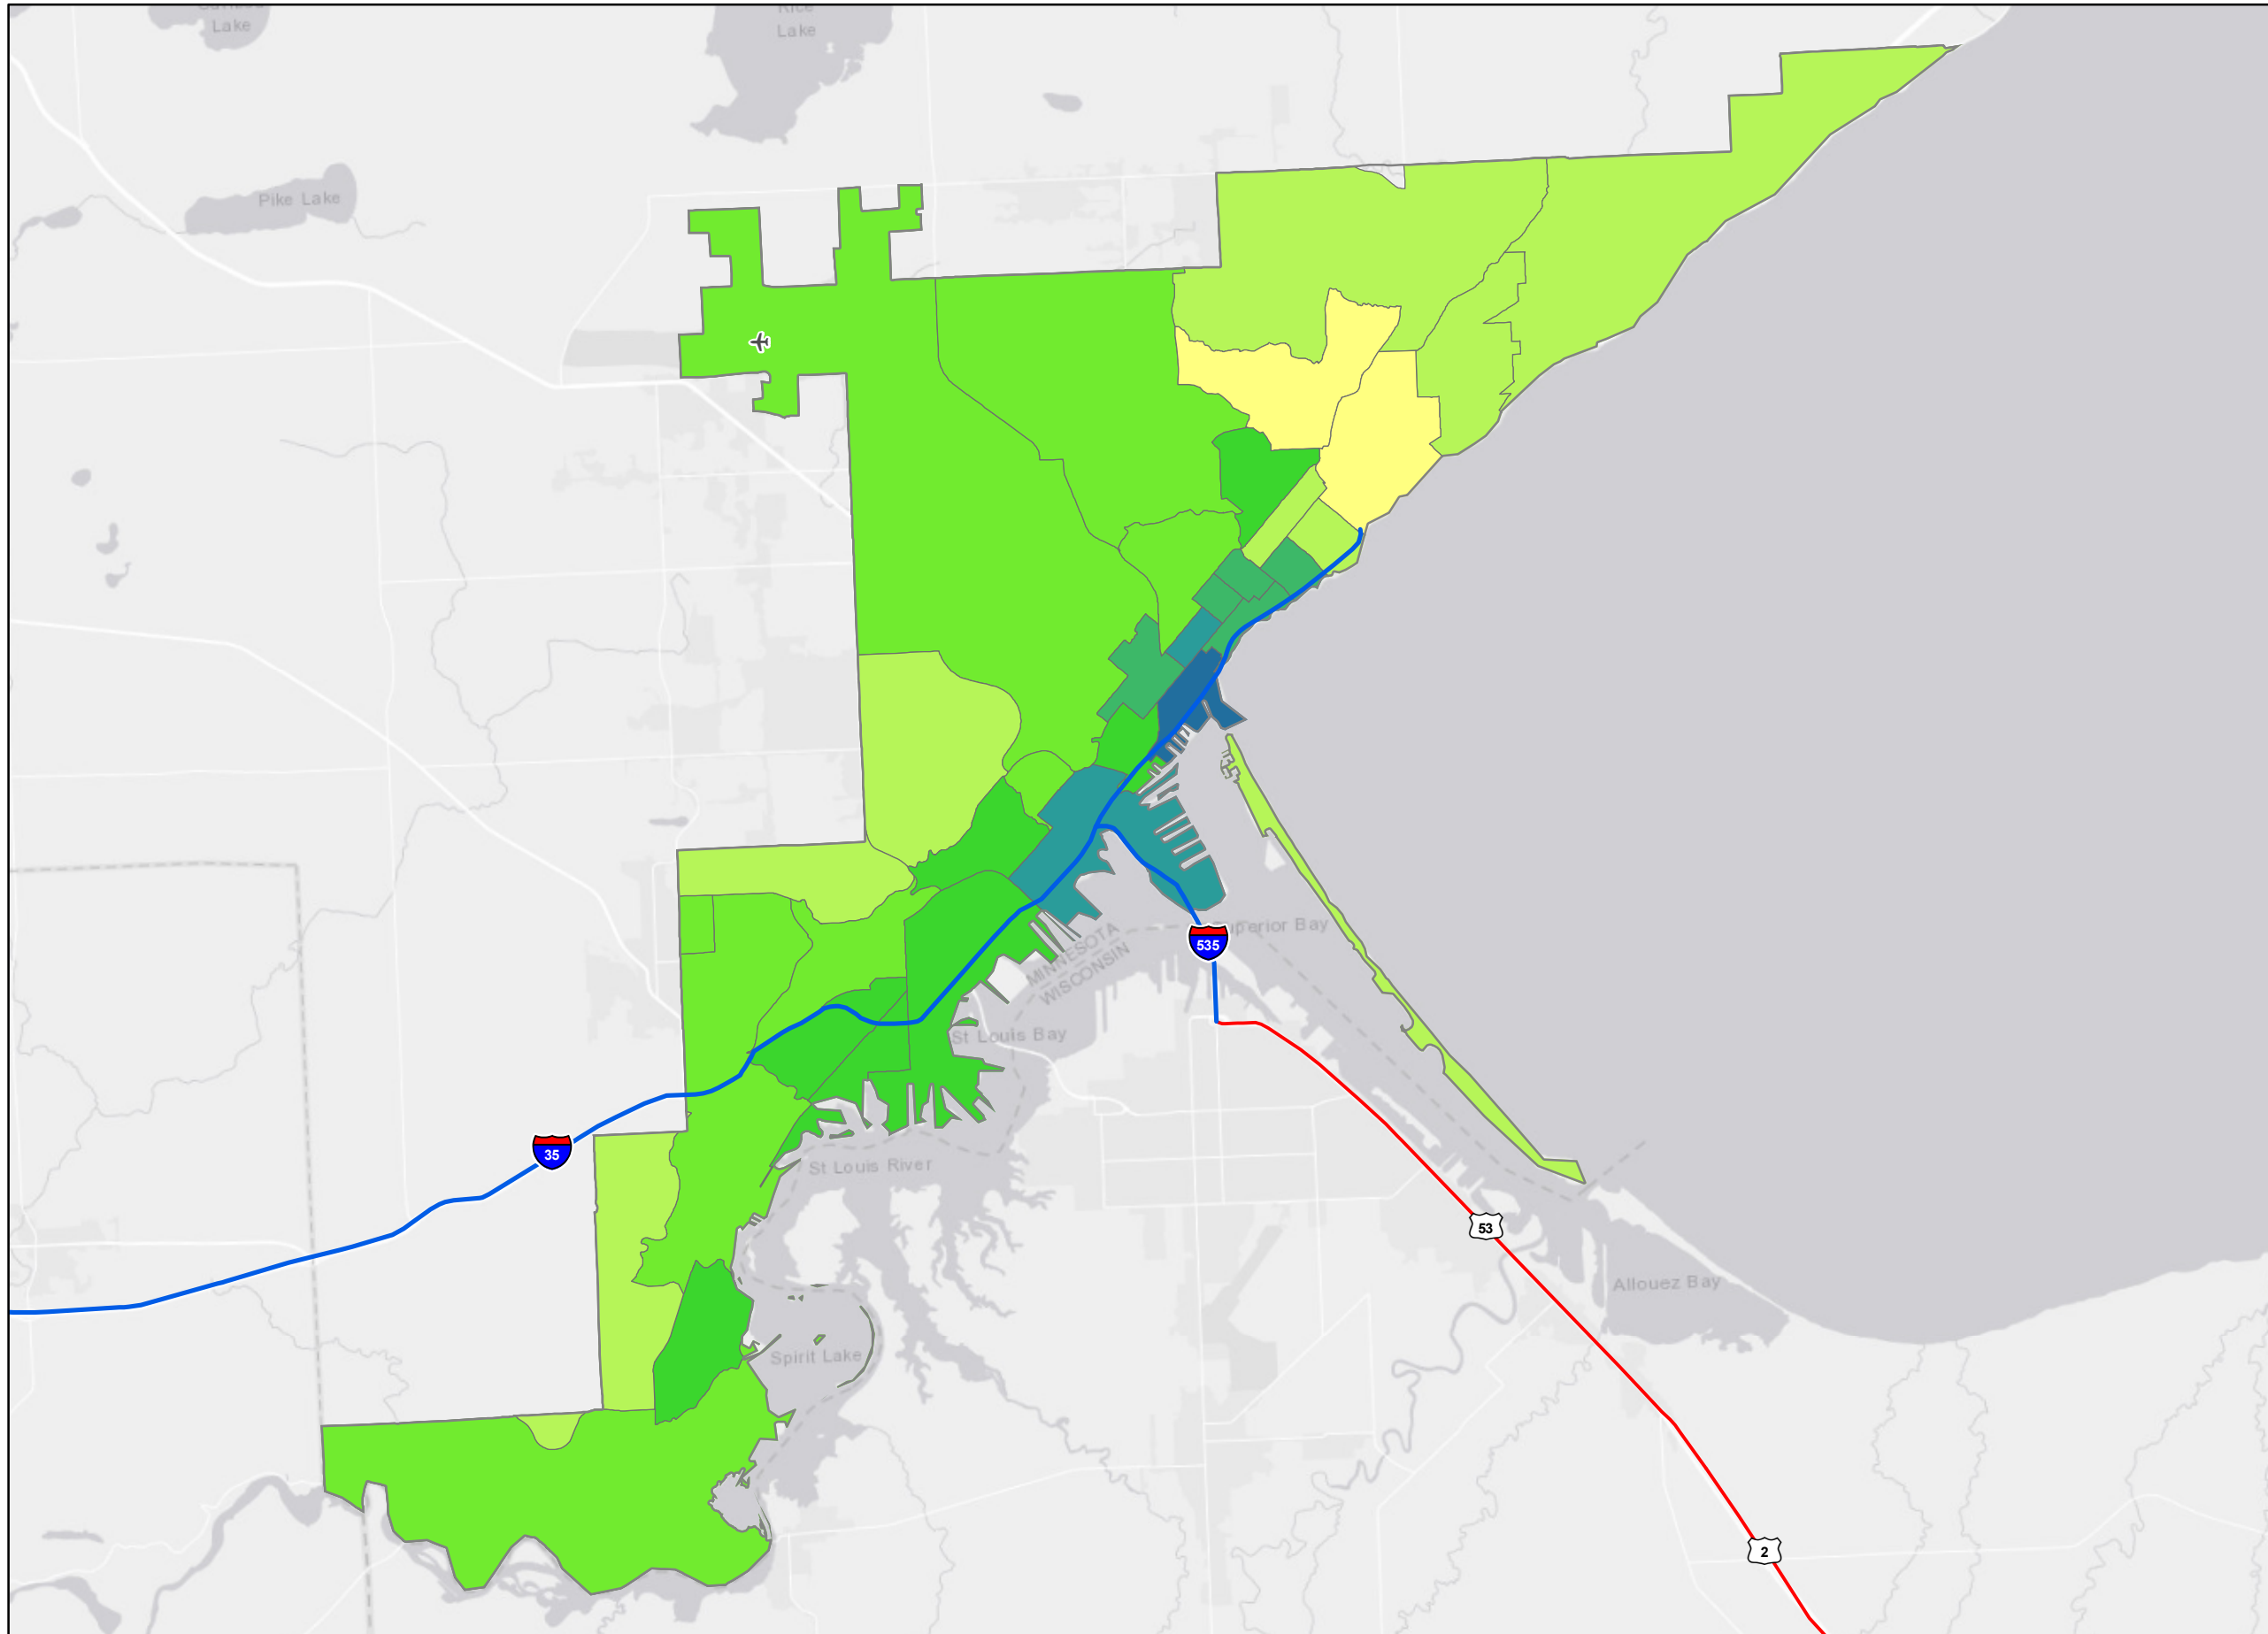 Lake
Rice
Lake
Pike Lake
Superior Bay
MINNESOTA
WISCONSIN
535
St Louis Bay
35
St Louis River
53
Allouez Bay
Spirit Lake
2